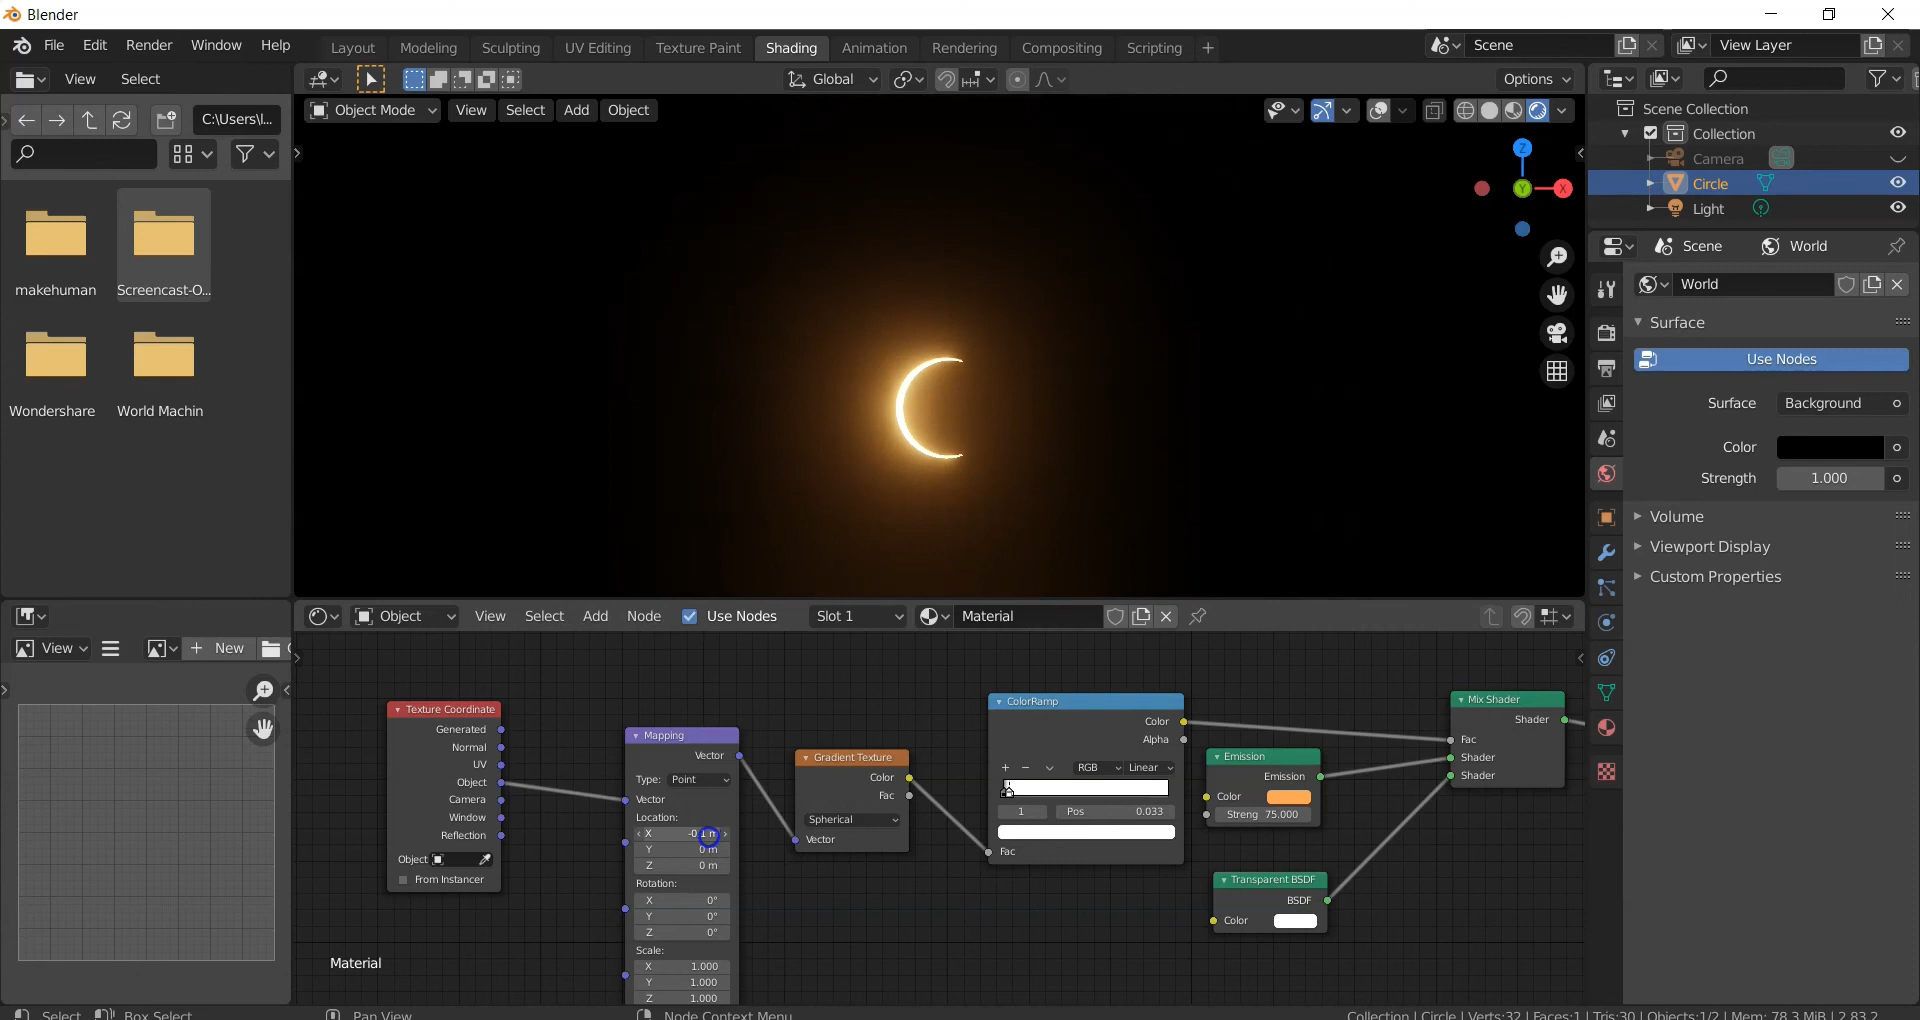 Blender
File Edit Render Window Help Layout Modeling Sculpting UV Editing Texture Paint Shading Animation Rendering Compositing Scripting + Scene View Layer
View Select Global Options
C:\Users\l... Object Mode View Select Add Object Scene Collection
Collection
Camera
Circle
Light
Z
Y X
makehuman Screencast-O...
Wondershare World Machin
Scene World
World
Surface
Use Nodes
Surface Background
Color
Strength 1.000
Volume
Viewport Display
Custom Properties
Object View Select Add Node Use Nodes Slot 1 Material
View New
Texture Coordinate
Generated
Normal
UV
Object
Camera
Window
Reflection
Object
From Instancer
Mapping
Vector
Type: Point
Vector
Location:
X
Y 0 m
Z 0 m
Rotation:
X 0°
Y 0°
Z 0°
Scale:
X 1.000
Y 1.000
Z 1.000
Gradient Texture
Color
Fac
Spherical
Vector
ColorRamp
Color
Alpha
RGB Linear
1 Pos 0.033
Fac
Emission
Emission
Color
Streng 75.000
Transparent BSDF
BSDF
Color
Mix Shader
Shader
Fac
Shader
Shader
Material
Select Box Select Pan View Node Context Menu Collection | Circle | Verts:32 | Faces:1 | Tris:30 | Objects:1/2 | Mem: 78.3 MiB | 2.83.2